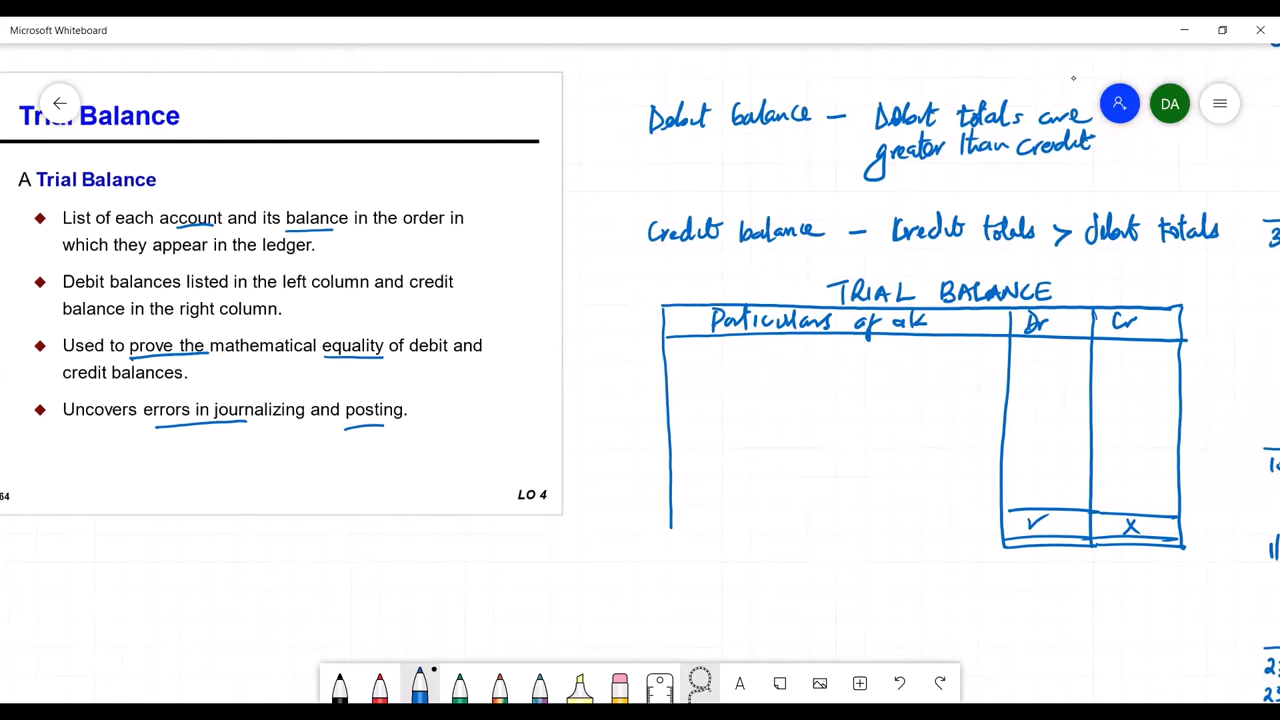 Microsoft Whiteboard
Trial Balance
A Trial Balance
List of each account and its balance in the order in
which they appear in the ledger.
Debit balances listed in the left column and credit
balance in the right column.
Used to prove the mathematical equality of debit and
credit balances.
Uncovers errors in journalizing and posting.
64
LO 4
Debit balance - Debit totals are
greater than credit
Credit balance - Credit totals > debit totals
TRIAL BALANCE
Particulars of a/c Dr Cr
✓ X
DA
A